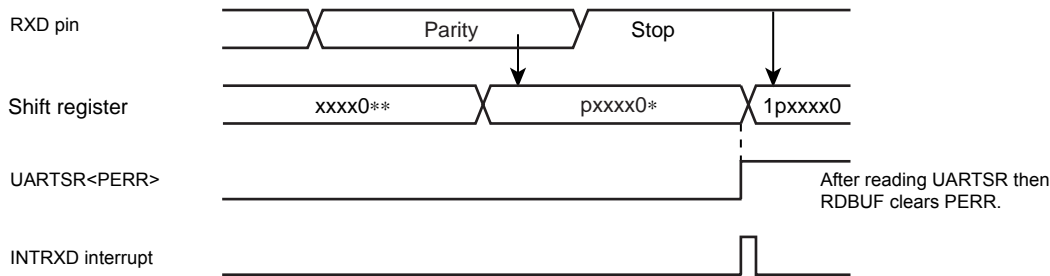 RXD pin
Parity
Stop
Shift register
xxxx0**
pxxxx0*
1pxxxx0
UARTSR<PERR>
After reading UARTSR then
RDBUF clears PERR.
INTRXD interrupt